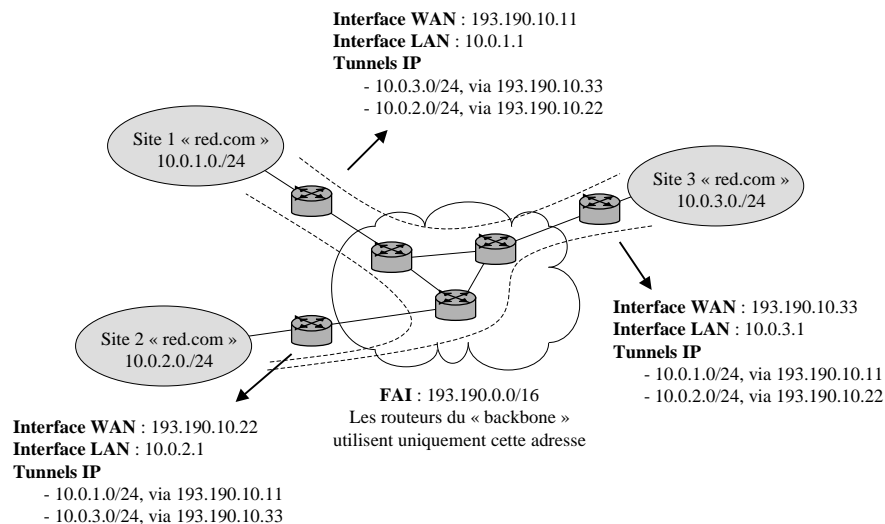 Interface WAN : 193.190.10.11
Interface LAN : 10.0.1.1
Tunnels IP
- 10.0.3.0/24, via 193.190.10.33
- 10.0.2.0/24, via 193.190.10.22
Site 1 « red.com »
10.0.1.0./24
Site 3 « red.com »
10.0.3.0./24
Site 2 « red.com »
10.0.2.0./24
Interface WAN : 193.190.10.33
Interface LAN : 10.0.3.1
Tunnels IP
- 10.0.1.0/24, via 193.190.10.11
- 10.0.2.0/24, via 193.190.10.22
FAI : 193.190.0.0/16
Les routeurs du « backbone »
utilisent uniquement cette adresse
Interface WAN : 193.190.10.22
Interface LAN : 10.0.2.1
Tunnels IP
- 10.0.1.0/24, via 193.190.10.11
- 10.0.3.0/24, via 193.190.10.33